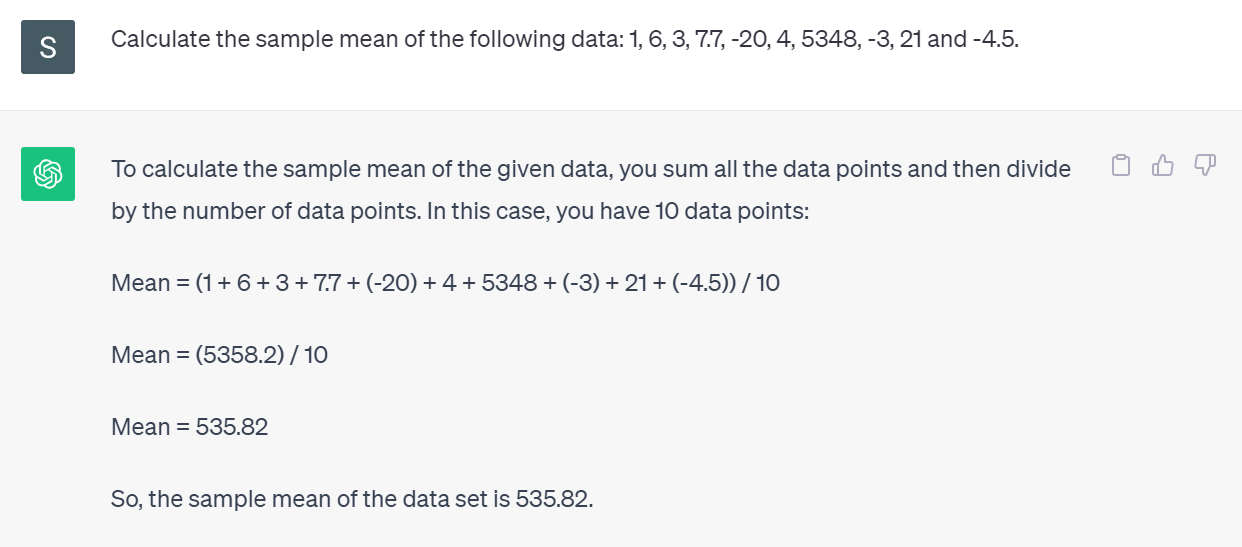 S
Calculate the sample mean of the following data: 1, 6, 3, 7.7, -20, 4, 5348, -3, 21 and -4.5.
To calculate the sample mean of the given data, you sum all the data points and then divide
by the number of data points. In this case, you have 10 data points:
Mean = (1 + 6 + 3 + 7.7 + (-20) + 4 + 5348 + (-3) + 21 + (-4.5)) / 10
Mean = (5358.2) / 10
Mean = 535.82
So, the sample mean of the data set is 535.82.